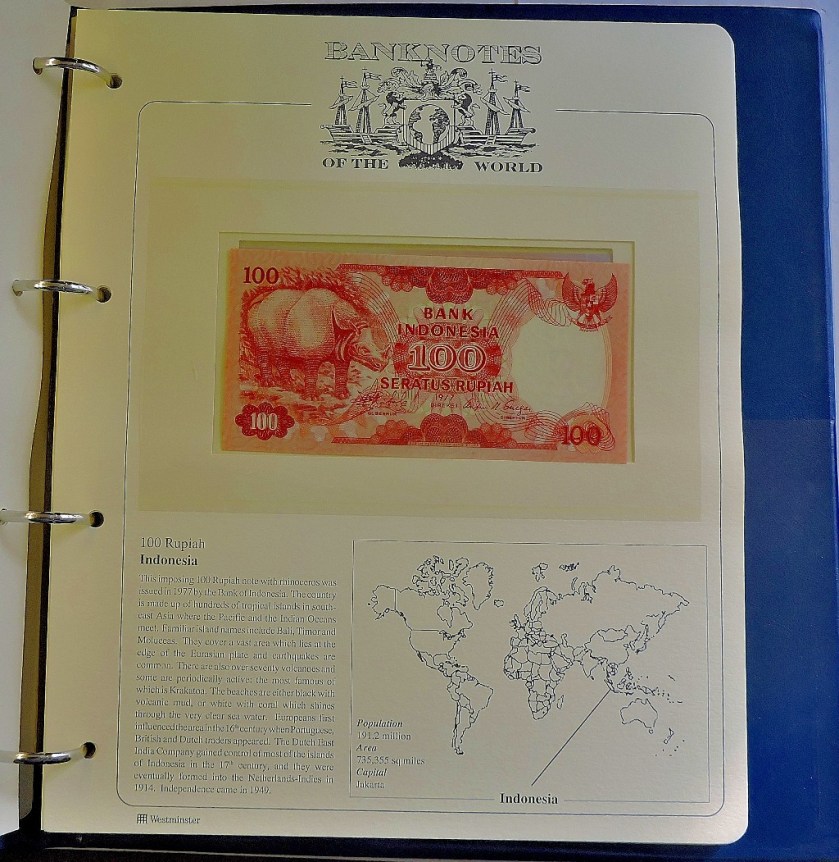 BANKNOTES
OF THE WORLD
100
BANK
INDONESIA
100
SERATUS RUPIAH
1977
DIREKSI
GUBERNUR
DIREKTUR
100
100
100 Rupiah
Indonesia
This imposing 100 Rupiah note with rhinoceros was
issued in 1977 by the Bank of Indonesia. The country
is made up of hundreds of tropical islands in south-
east Asia where the Pacific and the Indian Oceans
meet. Familiar island names include Bali, Timor and
Moluccas. They cover a vast area which lies at the
edge of the Eurasian plate and earthquakes are
common. There are also over seventy volcanoes and
some are periodically active, the most famous of
which is Krakatoa. The beaches are either black with
volcanic mud, or white with coral which shines
through the very clear sea water. Europeans first
influenced the area in the 16th century when Portuguese,
British and Dutch traders appeared. The Dutch East
India Company gained control of most of the islands
of Indonesia in the 17th century, and they were
eventually formed into the Netherlands-Indies in
1914. Independence came in 1949.
Population
191.2 million
Area
735,355 sq miles
Capital
Jakarta
Indonesia
Westminster